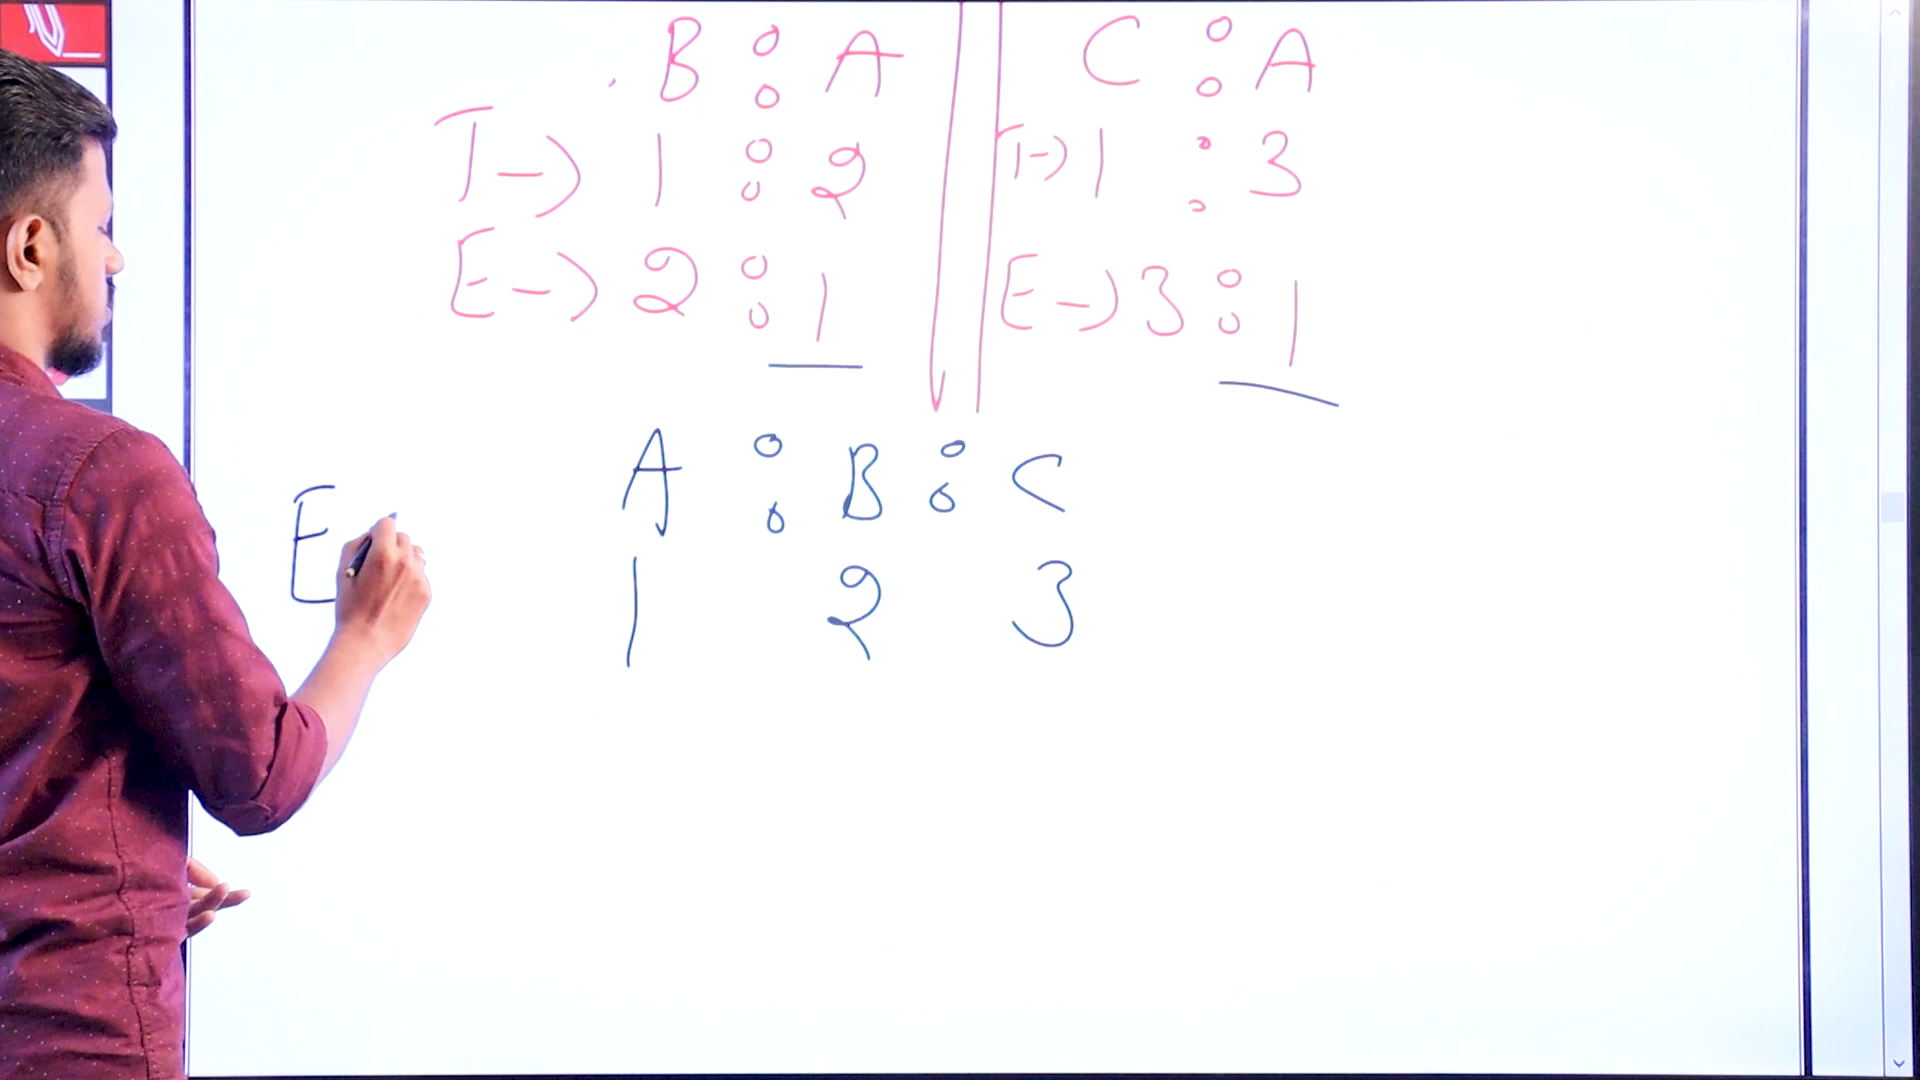 B : A
T -> 1 : 2
E -> 2 : 1
C : A
T -> 1 : 3
E -> 3 : 1
A : B : C
E 1 2 3